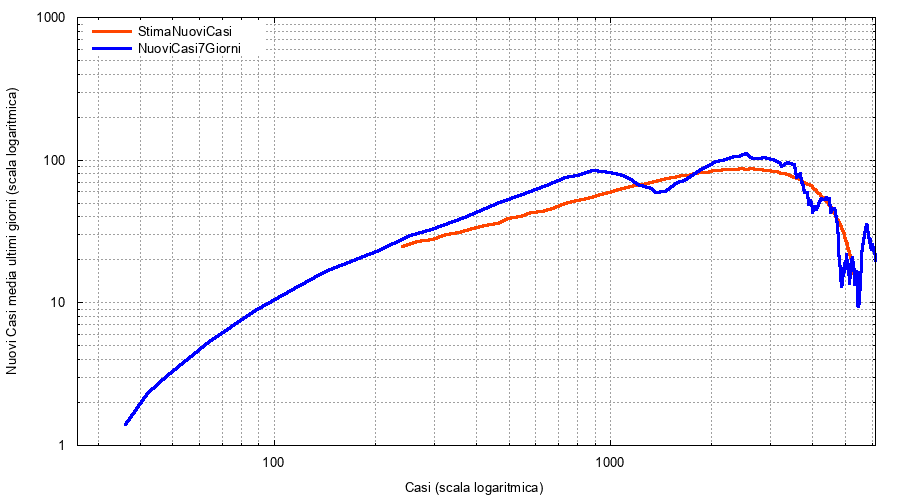 1000
StimaNuoviCasi
NuoviCasi7Giorni
100
10
1
Nuovi Casi media ultimi giorni (scala logaritmica)
100
1000
Casi (scala logaritmica)